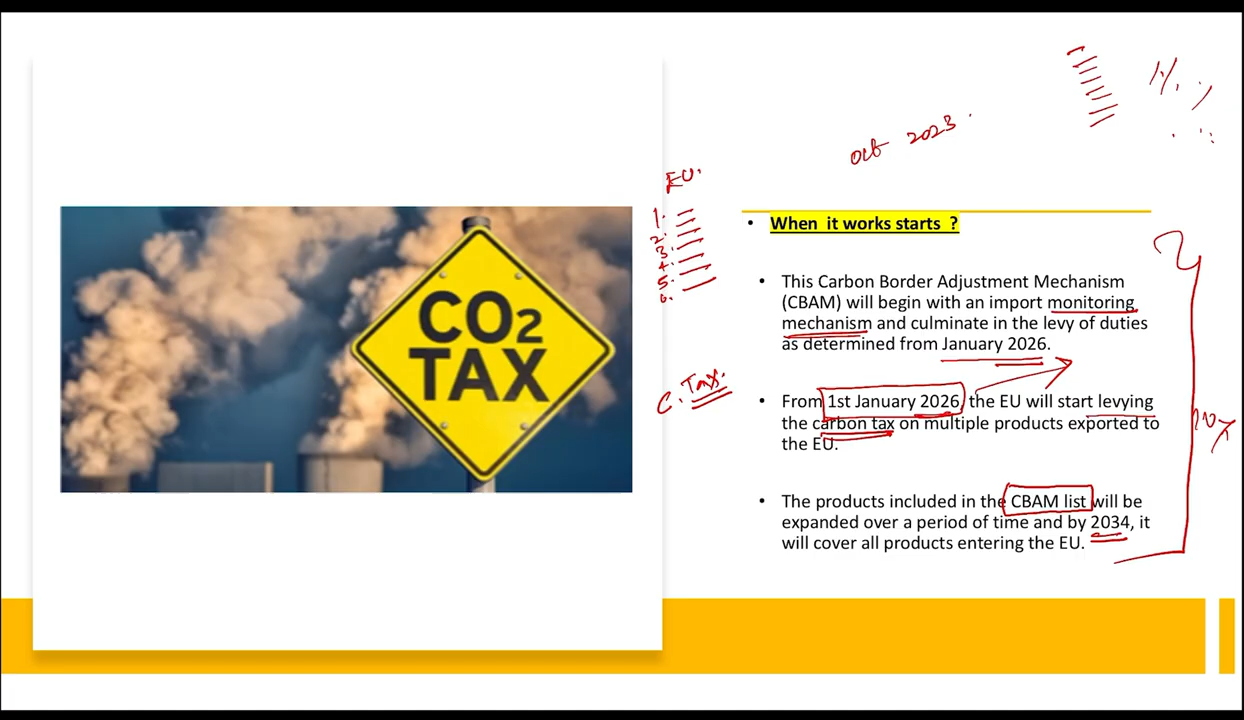 oct 2023
EU.
1.
2.
3.
4.
5.
6.
• When it works starts ?
• This Carbon Border Adjustment Mechanism
(CBAM) will begin with an import monitoring
mechanism and culminate in the levy of duties
as determined from January 2026.
C. Tax.
• From 1st January 2026, the EU will start levying
the carbon tax on multiple products exported to
the EU.
• The products included in the CBAM list will be
expanded over a period of time and by 2034, it
will cover all products entering the EU.
CO2
TAX